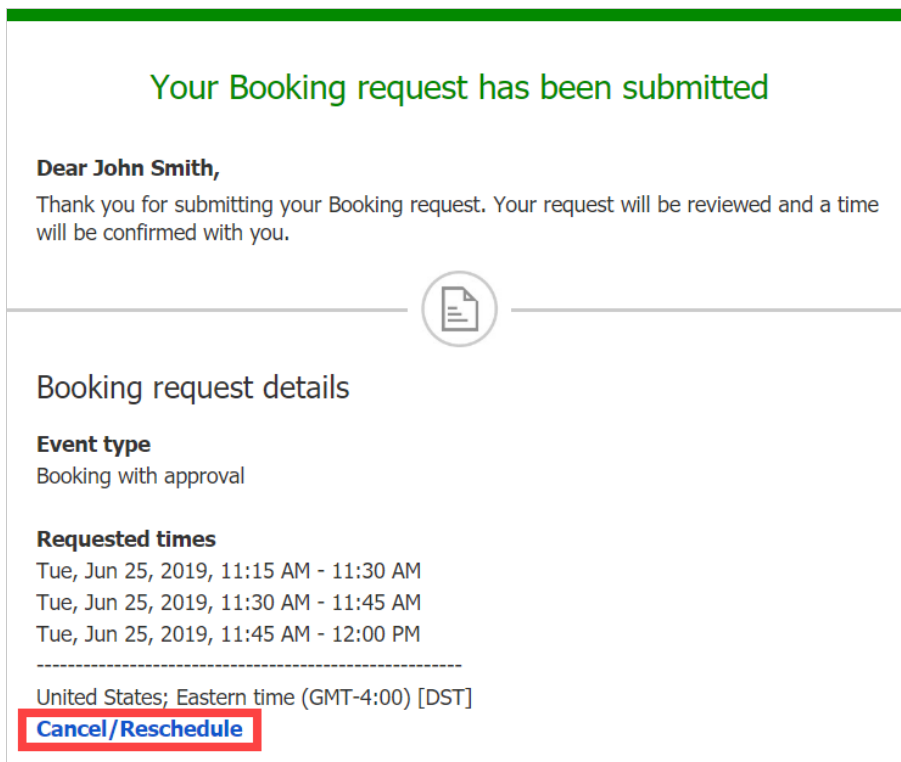 Your Booking request has been submitted
Dear John Smith,
Thank you for submitting your Booking request. Your request will be reviewed and a time
will be confirmed with you.
Booking request details
Event type
Booking with approval
Requested times
Tue, Jun 25, 2019, 11:15 AM - 11:30 AM
Tue, Jun 25, 2019, 11:30 AM - 11:45 AM
Tue, Jun 25, 2019, 11:45 AM - 12:00 PM
------------------------------------------------------
United States; Eastern time (GMT-4:00) [DST]
Cancel/Reschedule